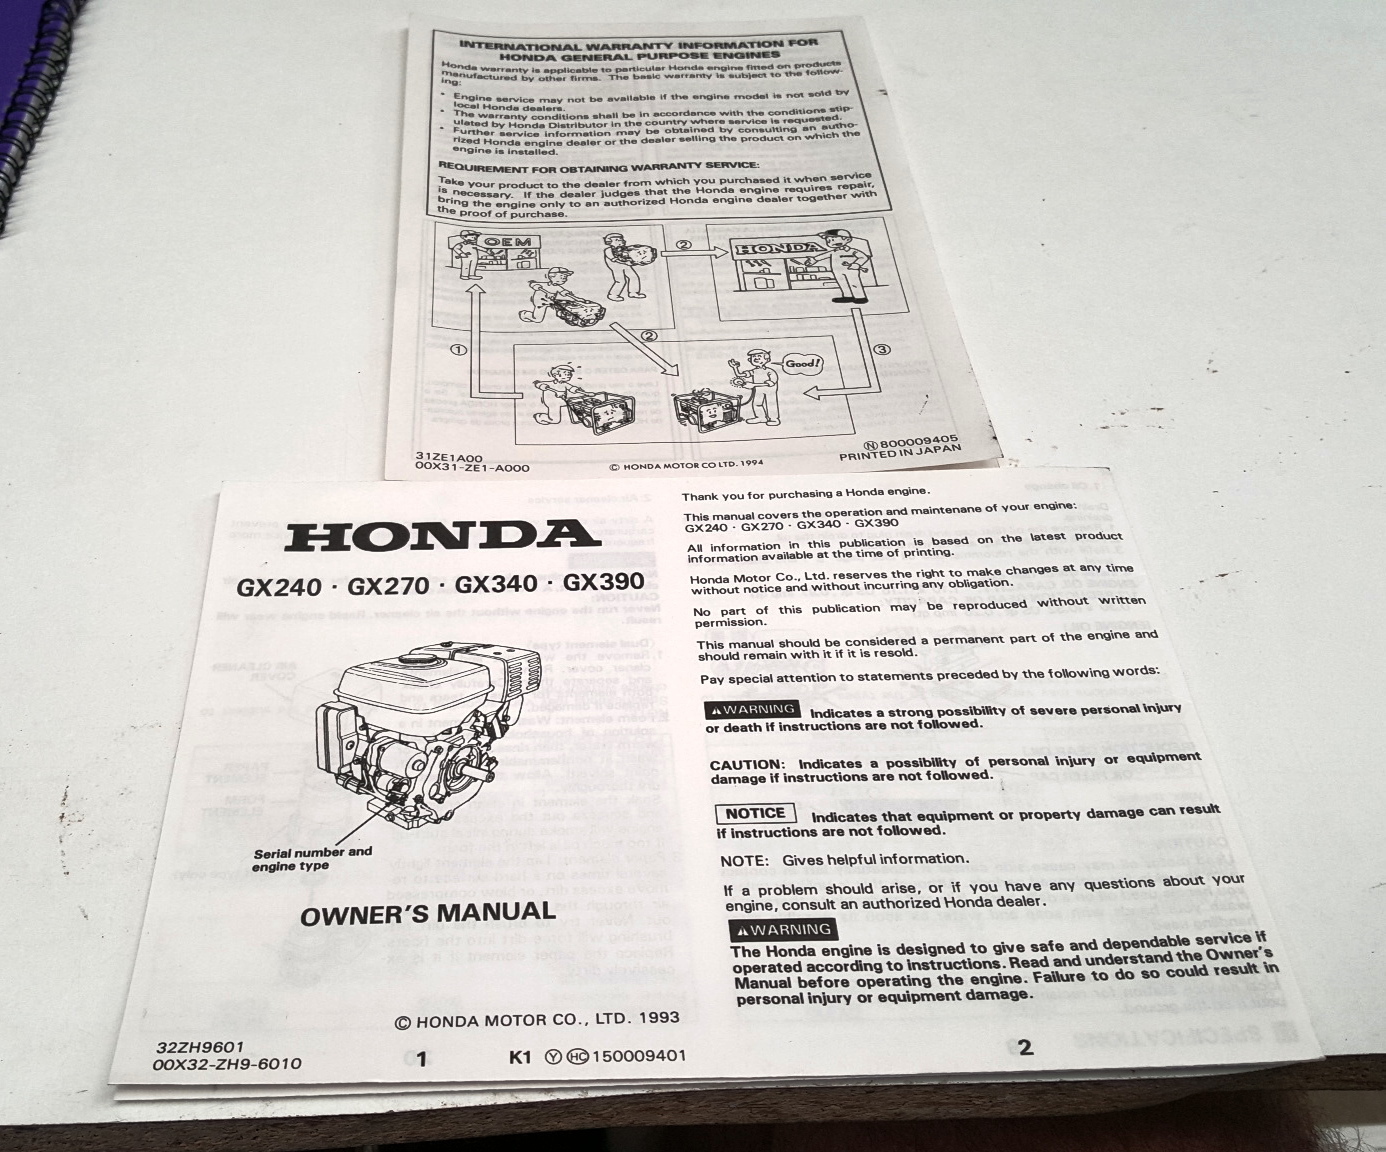 INTERNATIONAL WARRANTY INFORMATION FOR
HONDA GENERAL PURPOSE ENGINES
Honda warranty is applicable to particular Honda engine fitted on products
manufactured by other firms. The basic warranty is subject to the follow-
ing:
* Engine service may not be available if the engine model is not sold by
local Honda dealers.
* The warranty conditions shall be in accordance with the conditions stip-
ulated by Honda Distributor in the country where service is requested.
* Further service information may be obtained by consulting an autho-
rized Honda engine dealer or the dealer selling the product on which the
engine is installed.
REQUIREMENT FOR OBTAINING WARRANTY SERVICE:
Take your product to the dealer from which you purchased it when service
is necessary. If the dealer judges that the Honda engine requires repair,
bring the engine only to an authorized Honda engine dealer together with
the proof of purchase.
OEM
②
HONDA
①
②
③
Good!
31ZE1A00
00X31-ZE1-A000
© HONDA MOTOR CO LTD. 1994
Ⓝ 800009405
PRINTED IN JAPAN
HONDA
GX240 · GX270 · GX340 · GX390
Serial number and
engine type
OWNER'S MANUAL
© HONDA MOTOR CO., LTD. 1993
32ZH9601
00X32-ZH9-6010
1
K1 Ⓨ HC 150009401
Thank you for purchasing a Honda engine.
This manual covers the operation and maintenane of your engine:
GX240 · GX270 · GX340 · GX390
All information in this publication is based on the latest product
information available at the time of printing.
Honda Motor Co., Ltd. reserves the right to make changes at any time
without notice and without incurring any obligation.
No part of this publication may be reproduced without written
permission.
This manual should be considered a permanent part of the engine and
should remain with it if it is resold.
Pay special attention to statements preceded by the following words:
⚠WARNING Indicates a strong possibility of severe personal injury
or death if instructions are not followed.
CAUTION: Indicates a possibility of personal injury or equipment
damage if instructions are not followed.
NOTICE Indicates that equipment or property damage can result
if instructions are not followed.
NOTE: Gives helpful information.
If a problem should arise, or if you have any questions about your
engine, consult an authorized Honda dealer.
⚠WARNING
The Honda engine is designed to give safe and dependable service if
operated according to instructions. Read and understand the Owner's
Manual before operating the engine. Failure to do so could result in
personal injury or equipment damage.
2